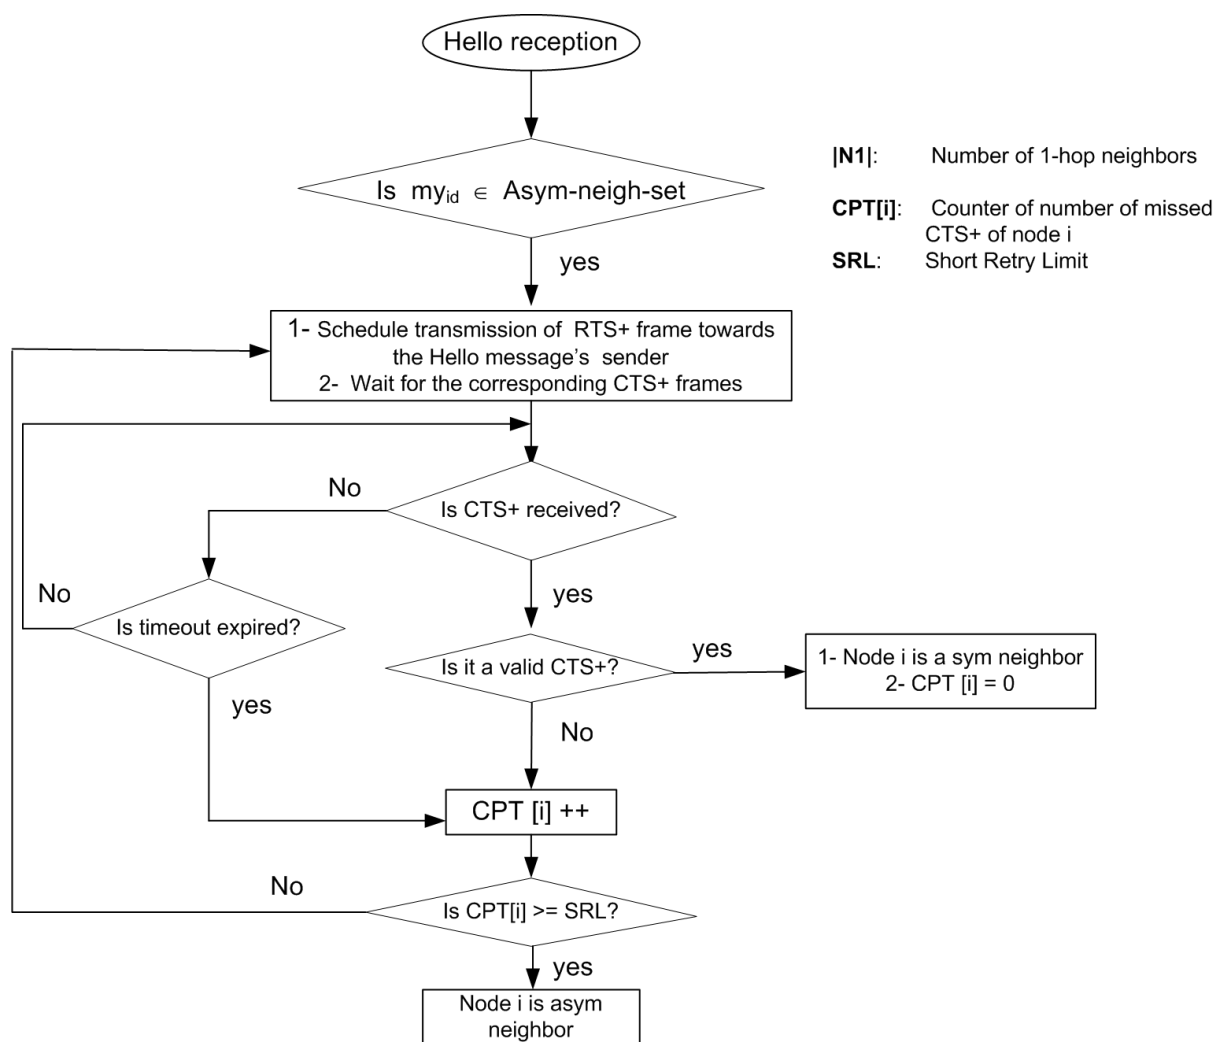 Hello reception
Is my_id ∈ Asym-neigh-set
yes
|N1|: Number of 1-hop neighbors
CPT[i]: Counter of number of missed
CTS+ of node i
SRL: Short Retry Limit
1- Schedule transmission of RTS+ frame towards
the Hello message's sender
2- Wait for the corresponding CTS+ frames
No
Is CTS+ received?
yes
No
Is timeout expired?
yes
Is it a valid CTS+?
yes
1- Node i is a sym neighbor
2- CPT [i] = 0
No
CPT [i] ++
No
Is CPT[i] >= SRL?
yes
Node i is asym
neighbor